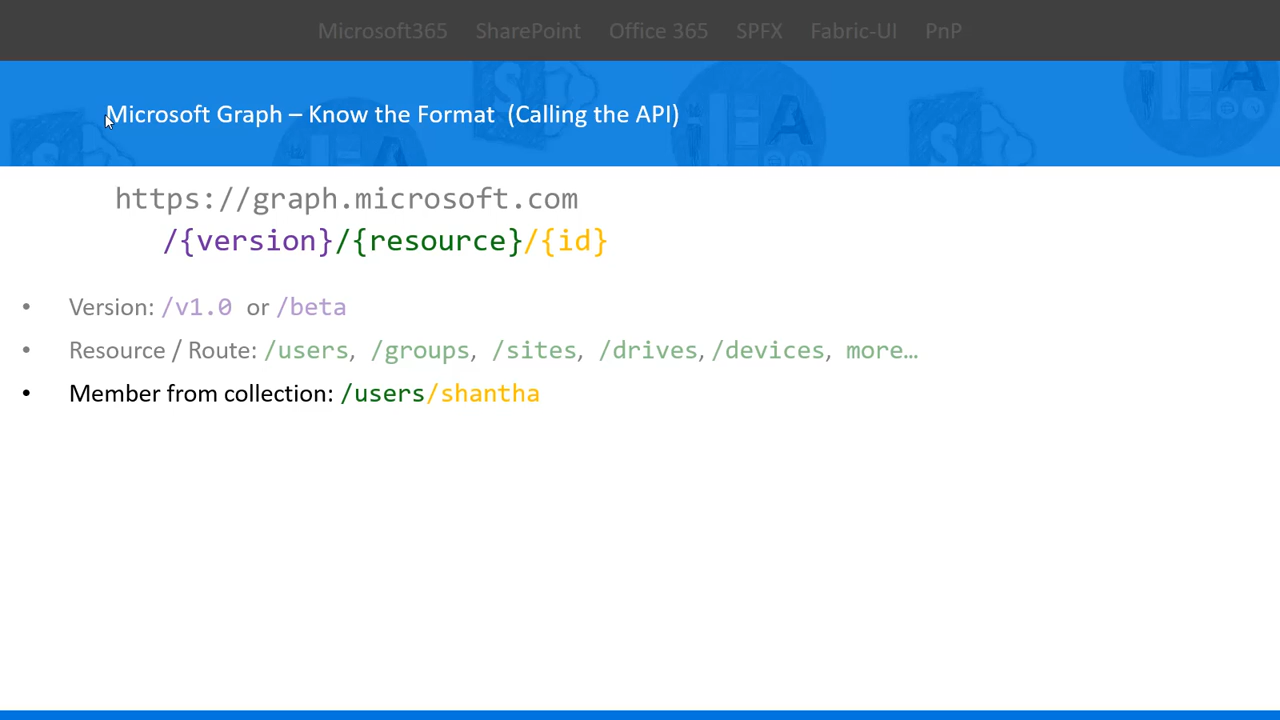 Microsoft365 SharePoint Office 365 SPFX Fabric-UI PnP
Microsoft Graph – Know the Format (Calling the API)
https://graph.microsoft.com
/{version}/{resource}/{id}
• Version: /v1.0 or /beta
• Resource / Route: /users, /groups, /sites, /drives, /devices, more…
• Member from collection: /users/shantha